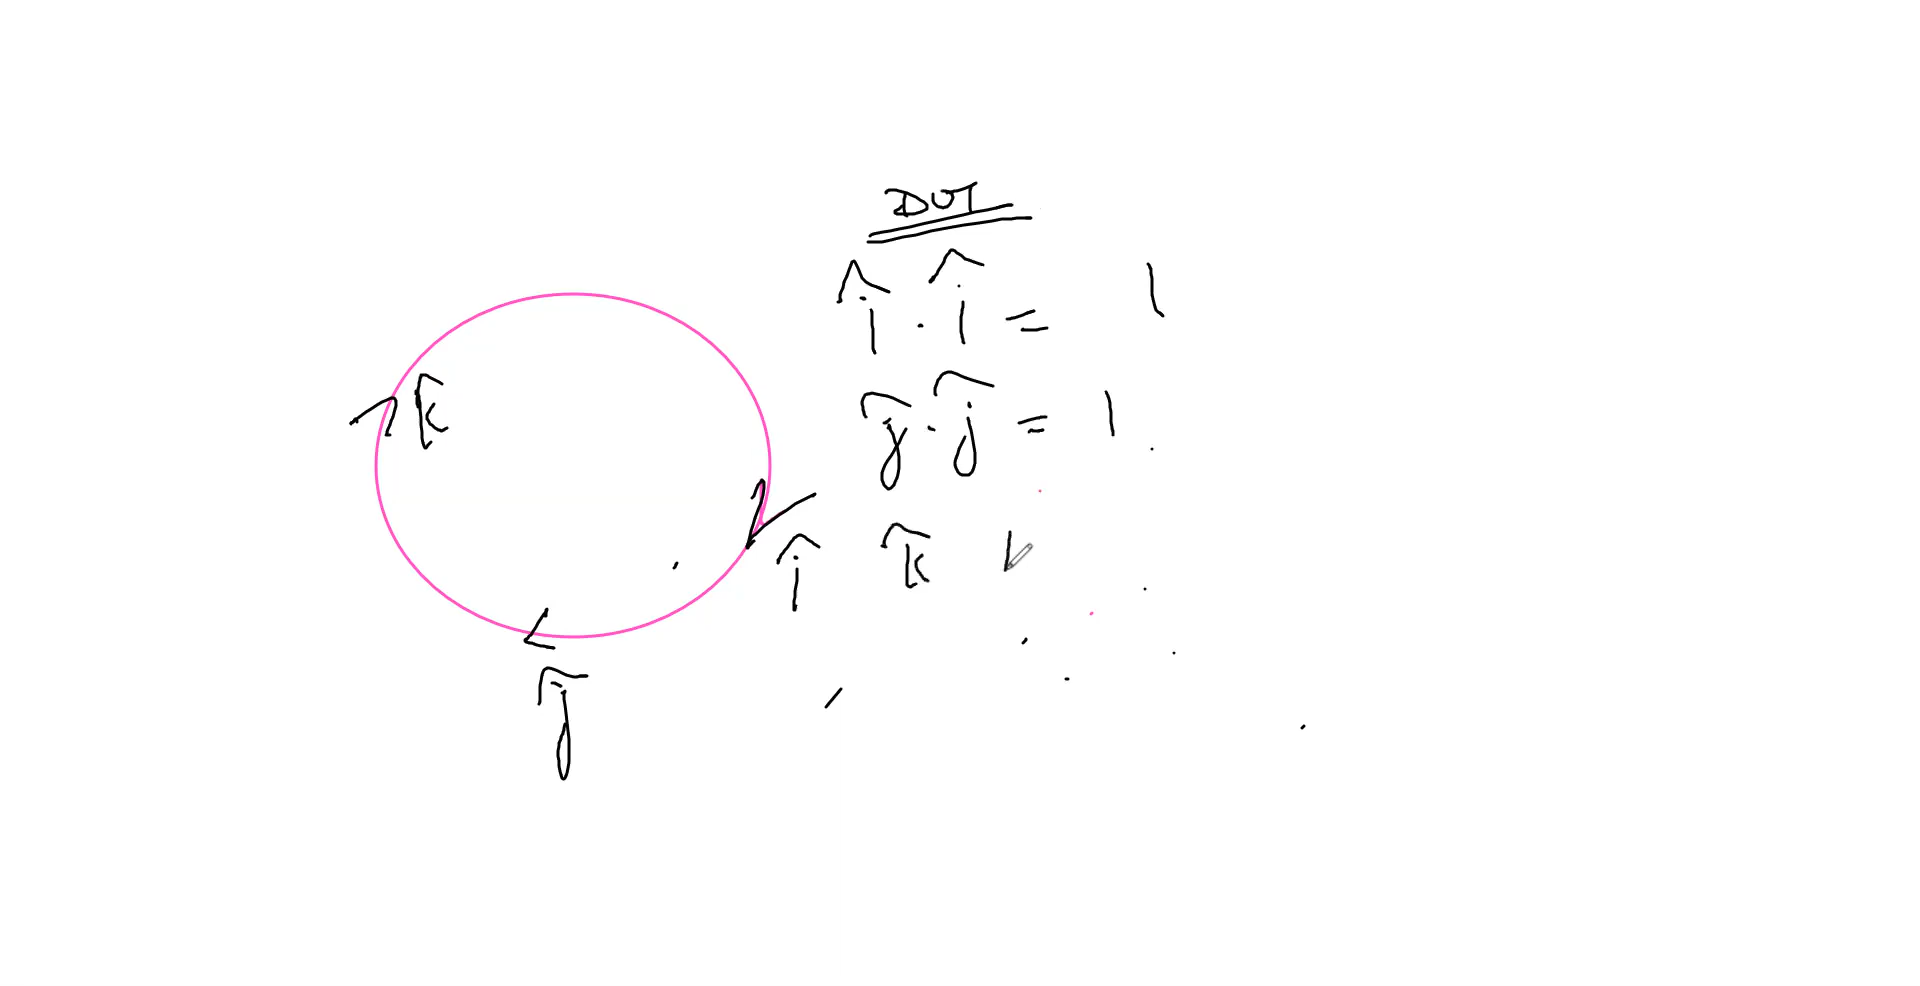 DOT
î · î = 1
ĵ · ĵ = 1
k̂
k̂
î
ĵ